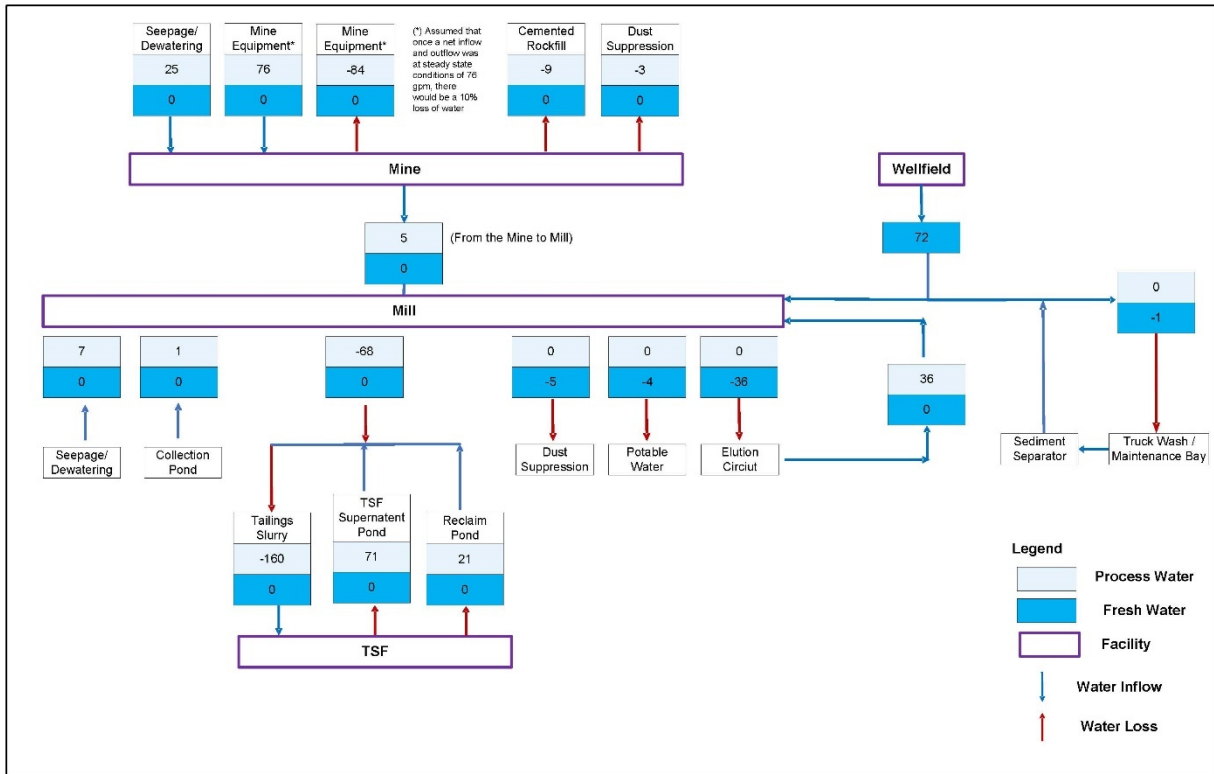 Seepage/
Dewatering
25
0
Mine
Equipment*
76
0
Mine
Equipment*
-84
0
(*) Assumed that
once a net inflow
and outflow was
at steady state
conditions of 76
gpm, there
would be a 10%
loss of water
Cemented
Rockfill
-9
0
Dust
Suppression
-3
0
Mine
Wellfield
5
0
(From the Mine to Mill)
72
0
-1
Mill
7
0
1
0
-68
0
0
-5
0
-4
0
-36
36
0
Seepage/
Dewatering
Collection
Pond
Dust
Suppression
Potable
Water
Elution
Circiut
Sediment
Separator
Truck Wash /
Maintenance Bay
Tailings
Slurry
-160
0
TSF
Supernatent
Pond
71
0
Reclaim
Pond
21
0
TSF
Legend
Process Water
Fresh Water
Facility
Water Inflow
Water Loss